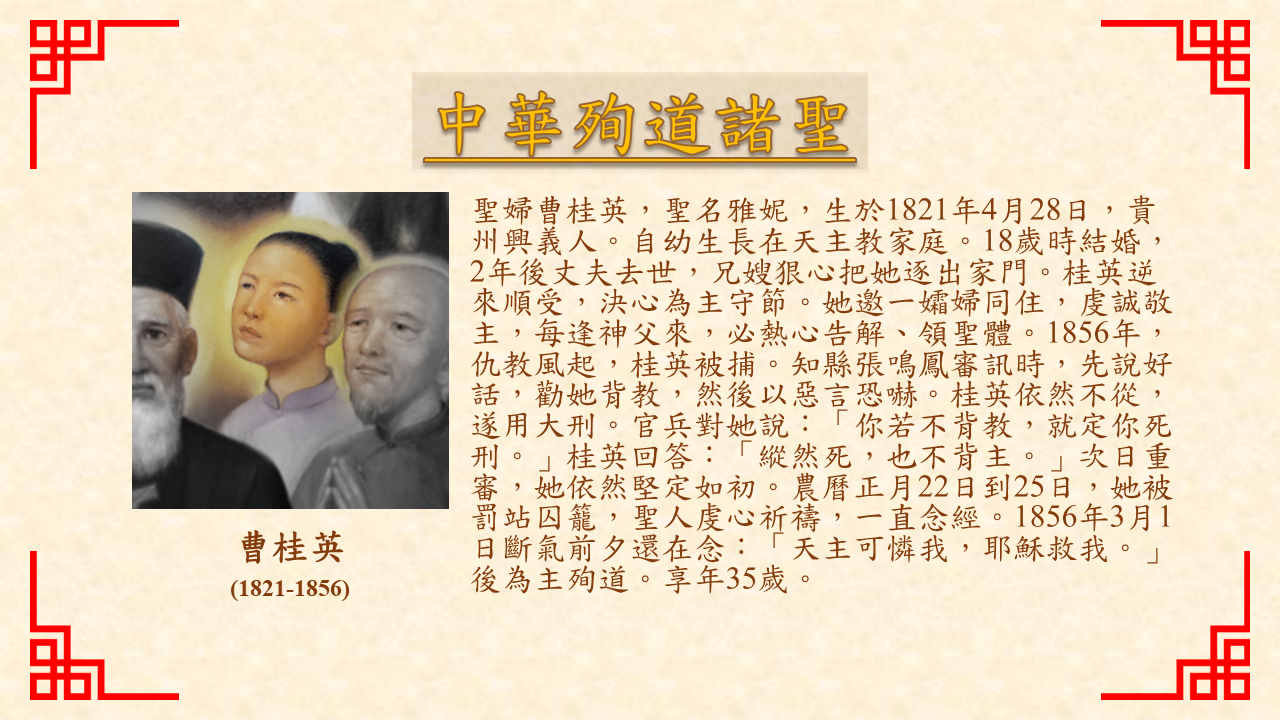 中華殉道諸聖
聖婦曹桂英，聖名雅妮，生於1821年4月28日，貴
州興義人。自幼生長在天主教家庭。18歲時結婚，
2年後丈夫去世，兄嫂狠心把她逐出家門。桂英逆
來順受，決心為主守節。她邀一孀婦同住，虔誠敬
主，每逢神父來，必熱心告解、領聖體。1856年，
仇教風起，桂英被捕。知縣張鳴鳳審訊時，先說好
話，勸她背教，然後以惡言恐嚇。桂英依然不從，
遂用大刑。官兵對她說：「你若不背教，就定你死
刑。」桂英回答：「縱然死，也不背主。」次日重
審，她依然堅定如初。農曆正月22日到25日，她被
罰站囚籠，聖人虔心祈禱，一直念經。1856年3月1
日斷氣前夕還在念：「天主可憐我，耶穌救我。」
後為主殉道。享年35歲。
曹桂英
(1821-1856)